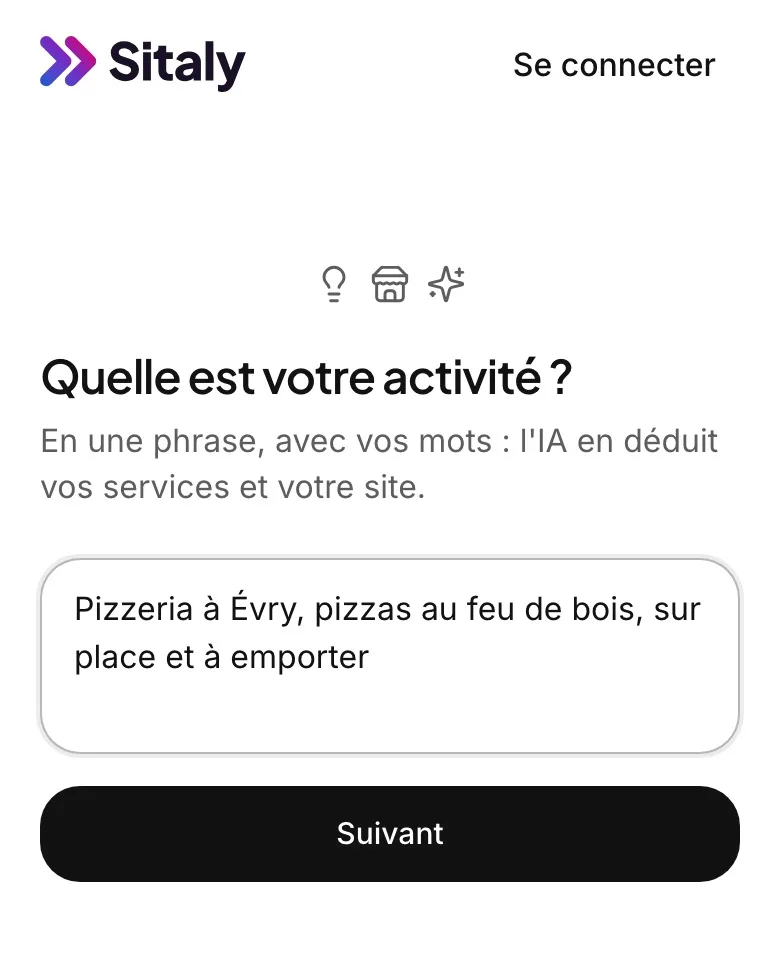 Sitaly
Se connecter
Quelle est votre activité ?
En une phrase, avec vos mots : l'IA en déduit
vos services et votre site.
Pizzeria à Évry, pizzas au feu de bois, sur
place et à emporter
Suivant